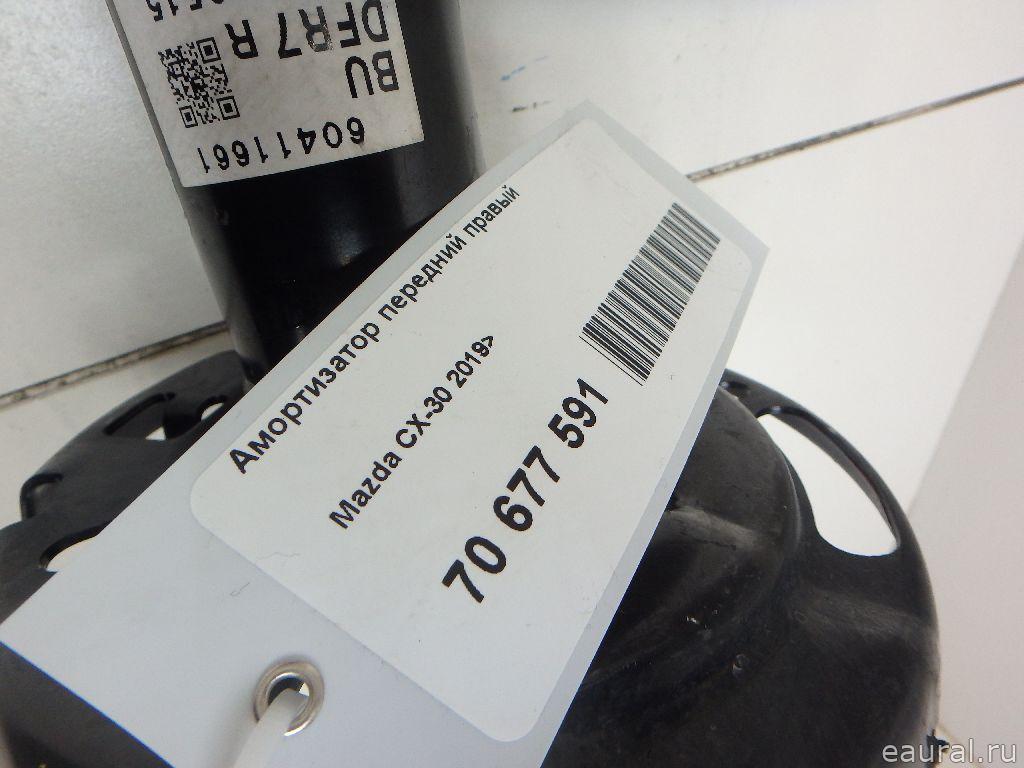 BU
DFR7 R
60411661
Амортизатор передний правый
Mazda CX-30 2019>
70 677 591
eaural.ru